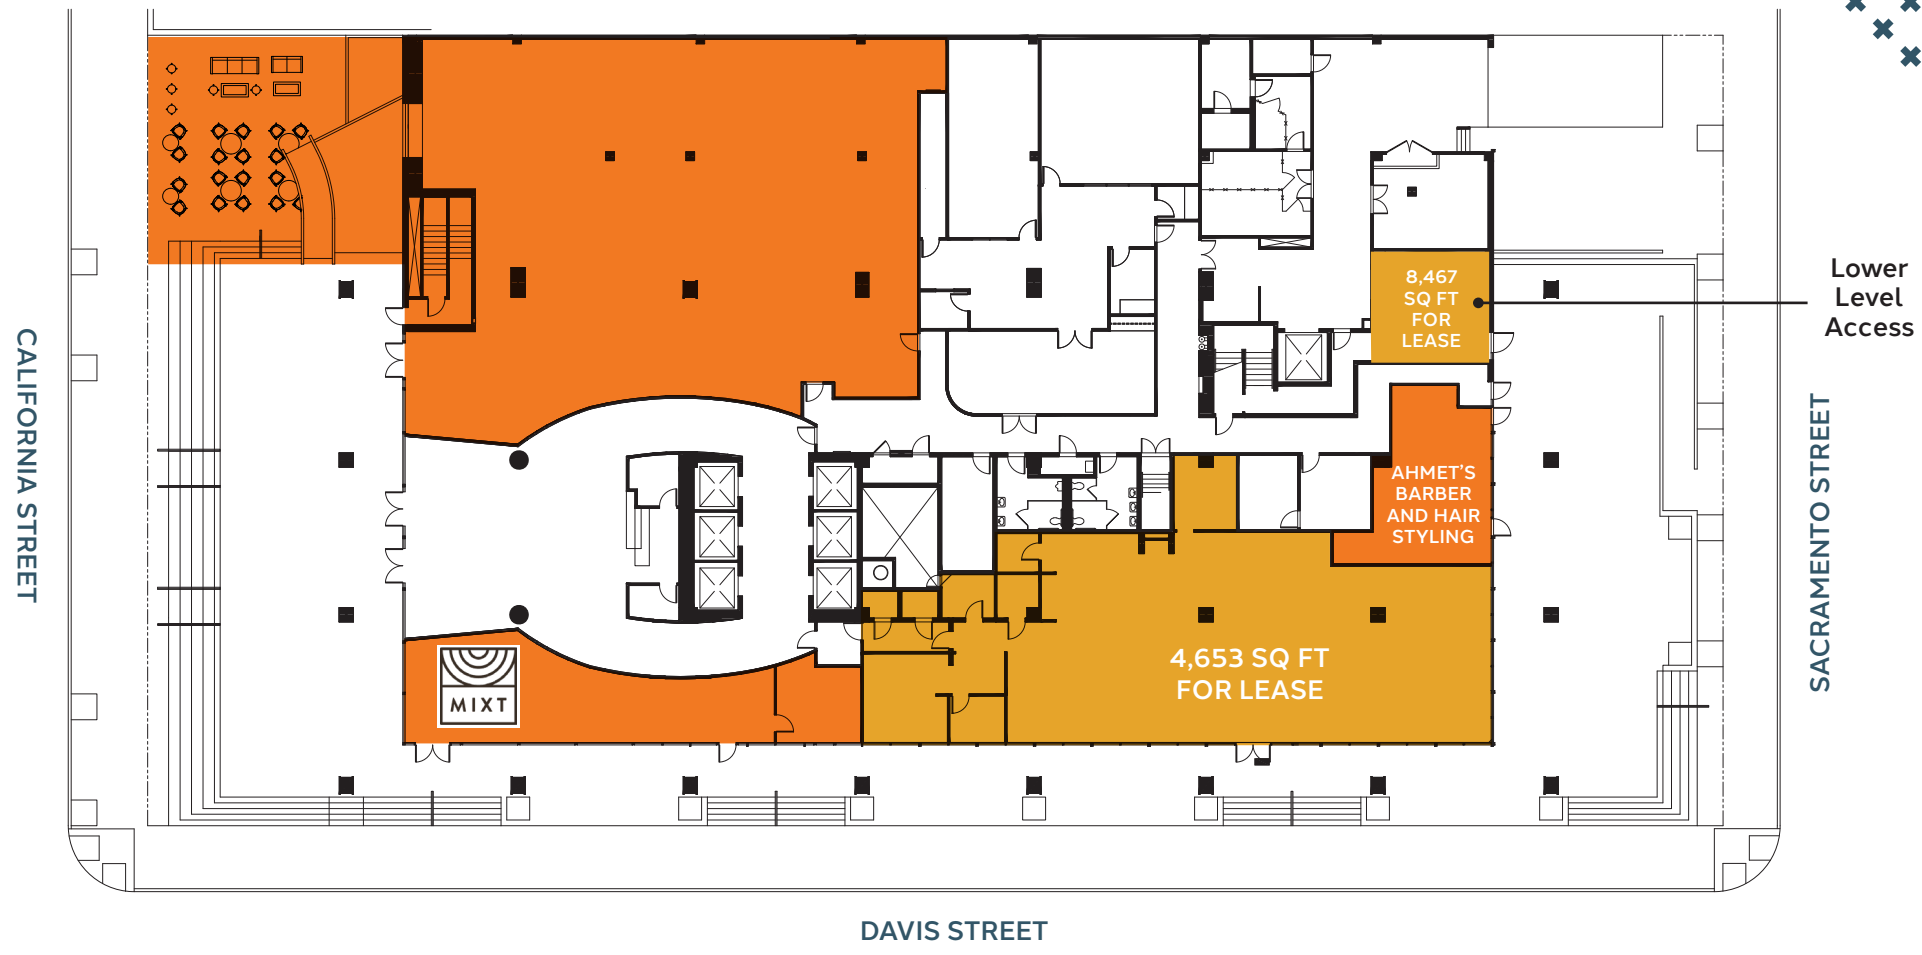 8,467
SQ FT
FOR
LEASE
Lower
Level
Access
CALIFORNIA STREET
SACRAMENTO STREET
AHMET'S
BARBER
AND HAIR
STYLING
4,653 SQ FT
FOR LEASE
MIXT
DAVIS STREET